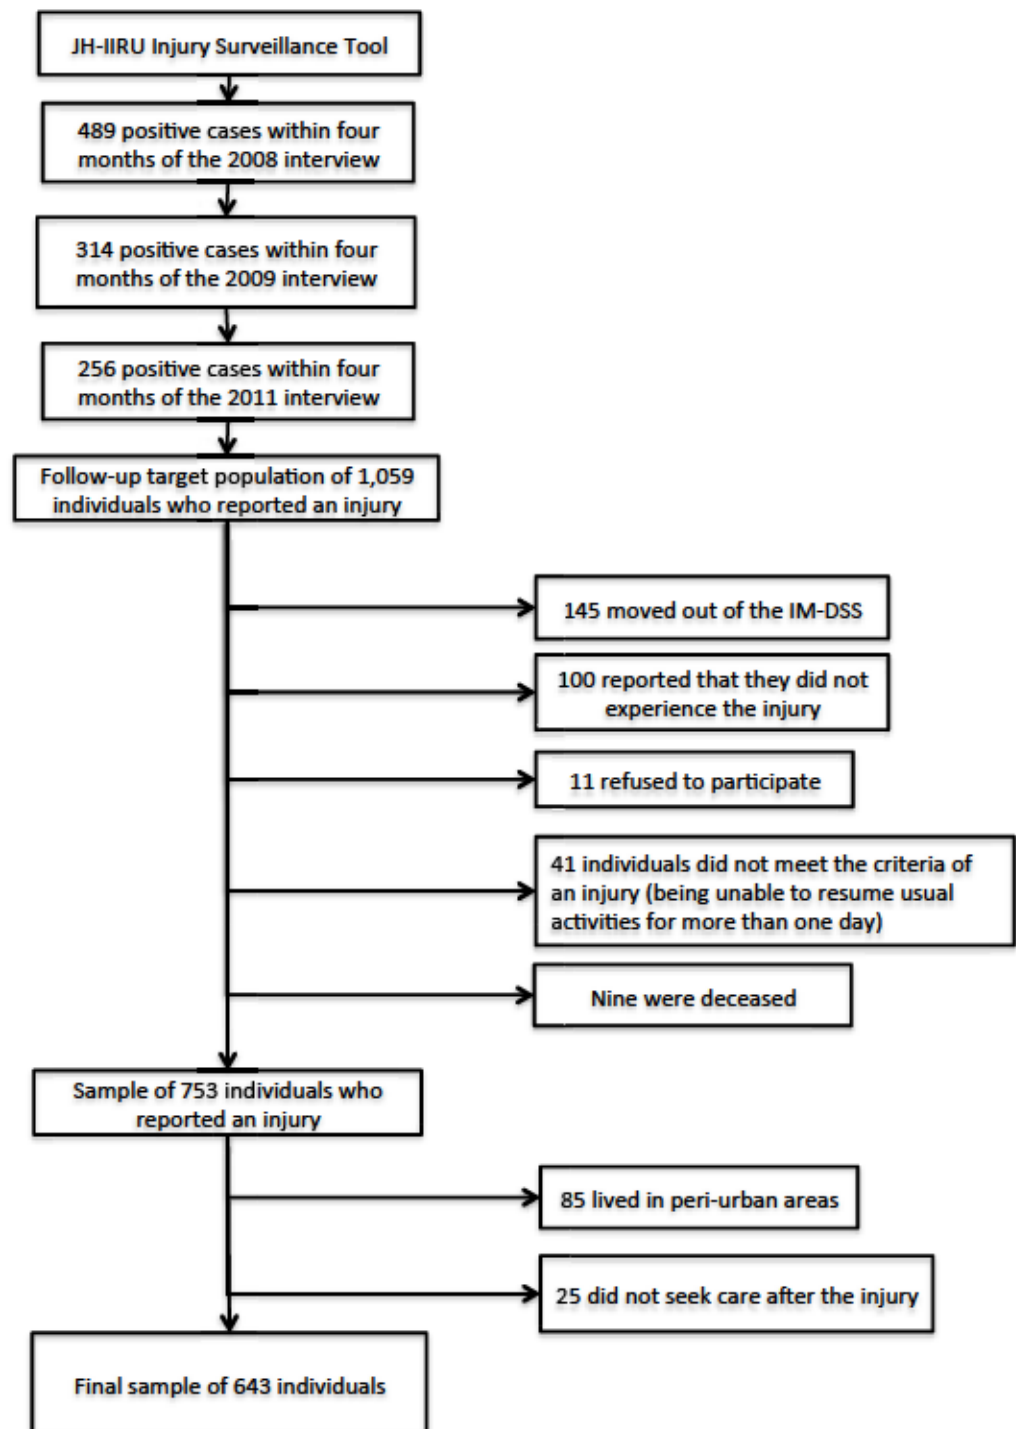 JH-IIRU Injury Surveillance Tool
489 positive cases within four
months of the 2008 interview
314 positive cases within four
months of the 2009 interview
256 positive cases within four
months of the 2011 interview
Follow-up target population of 1,059
individuals who reported an injury
145 moved out of the IM-DSS
100 reported that they did not
experience the injury
11 refused to participate
41 individuals did not meet the criteria of
an injury (being unable to resume usual
activities for more than one day)
Nine were deceased
Sample of 753 individuals who
reported an injury
85 lived in peri-urban areas
25 did not seek care after the injury
Final sample of 643 individuals